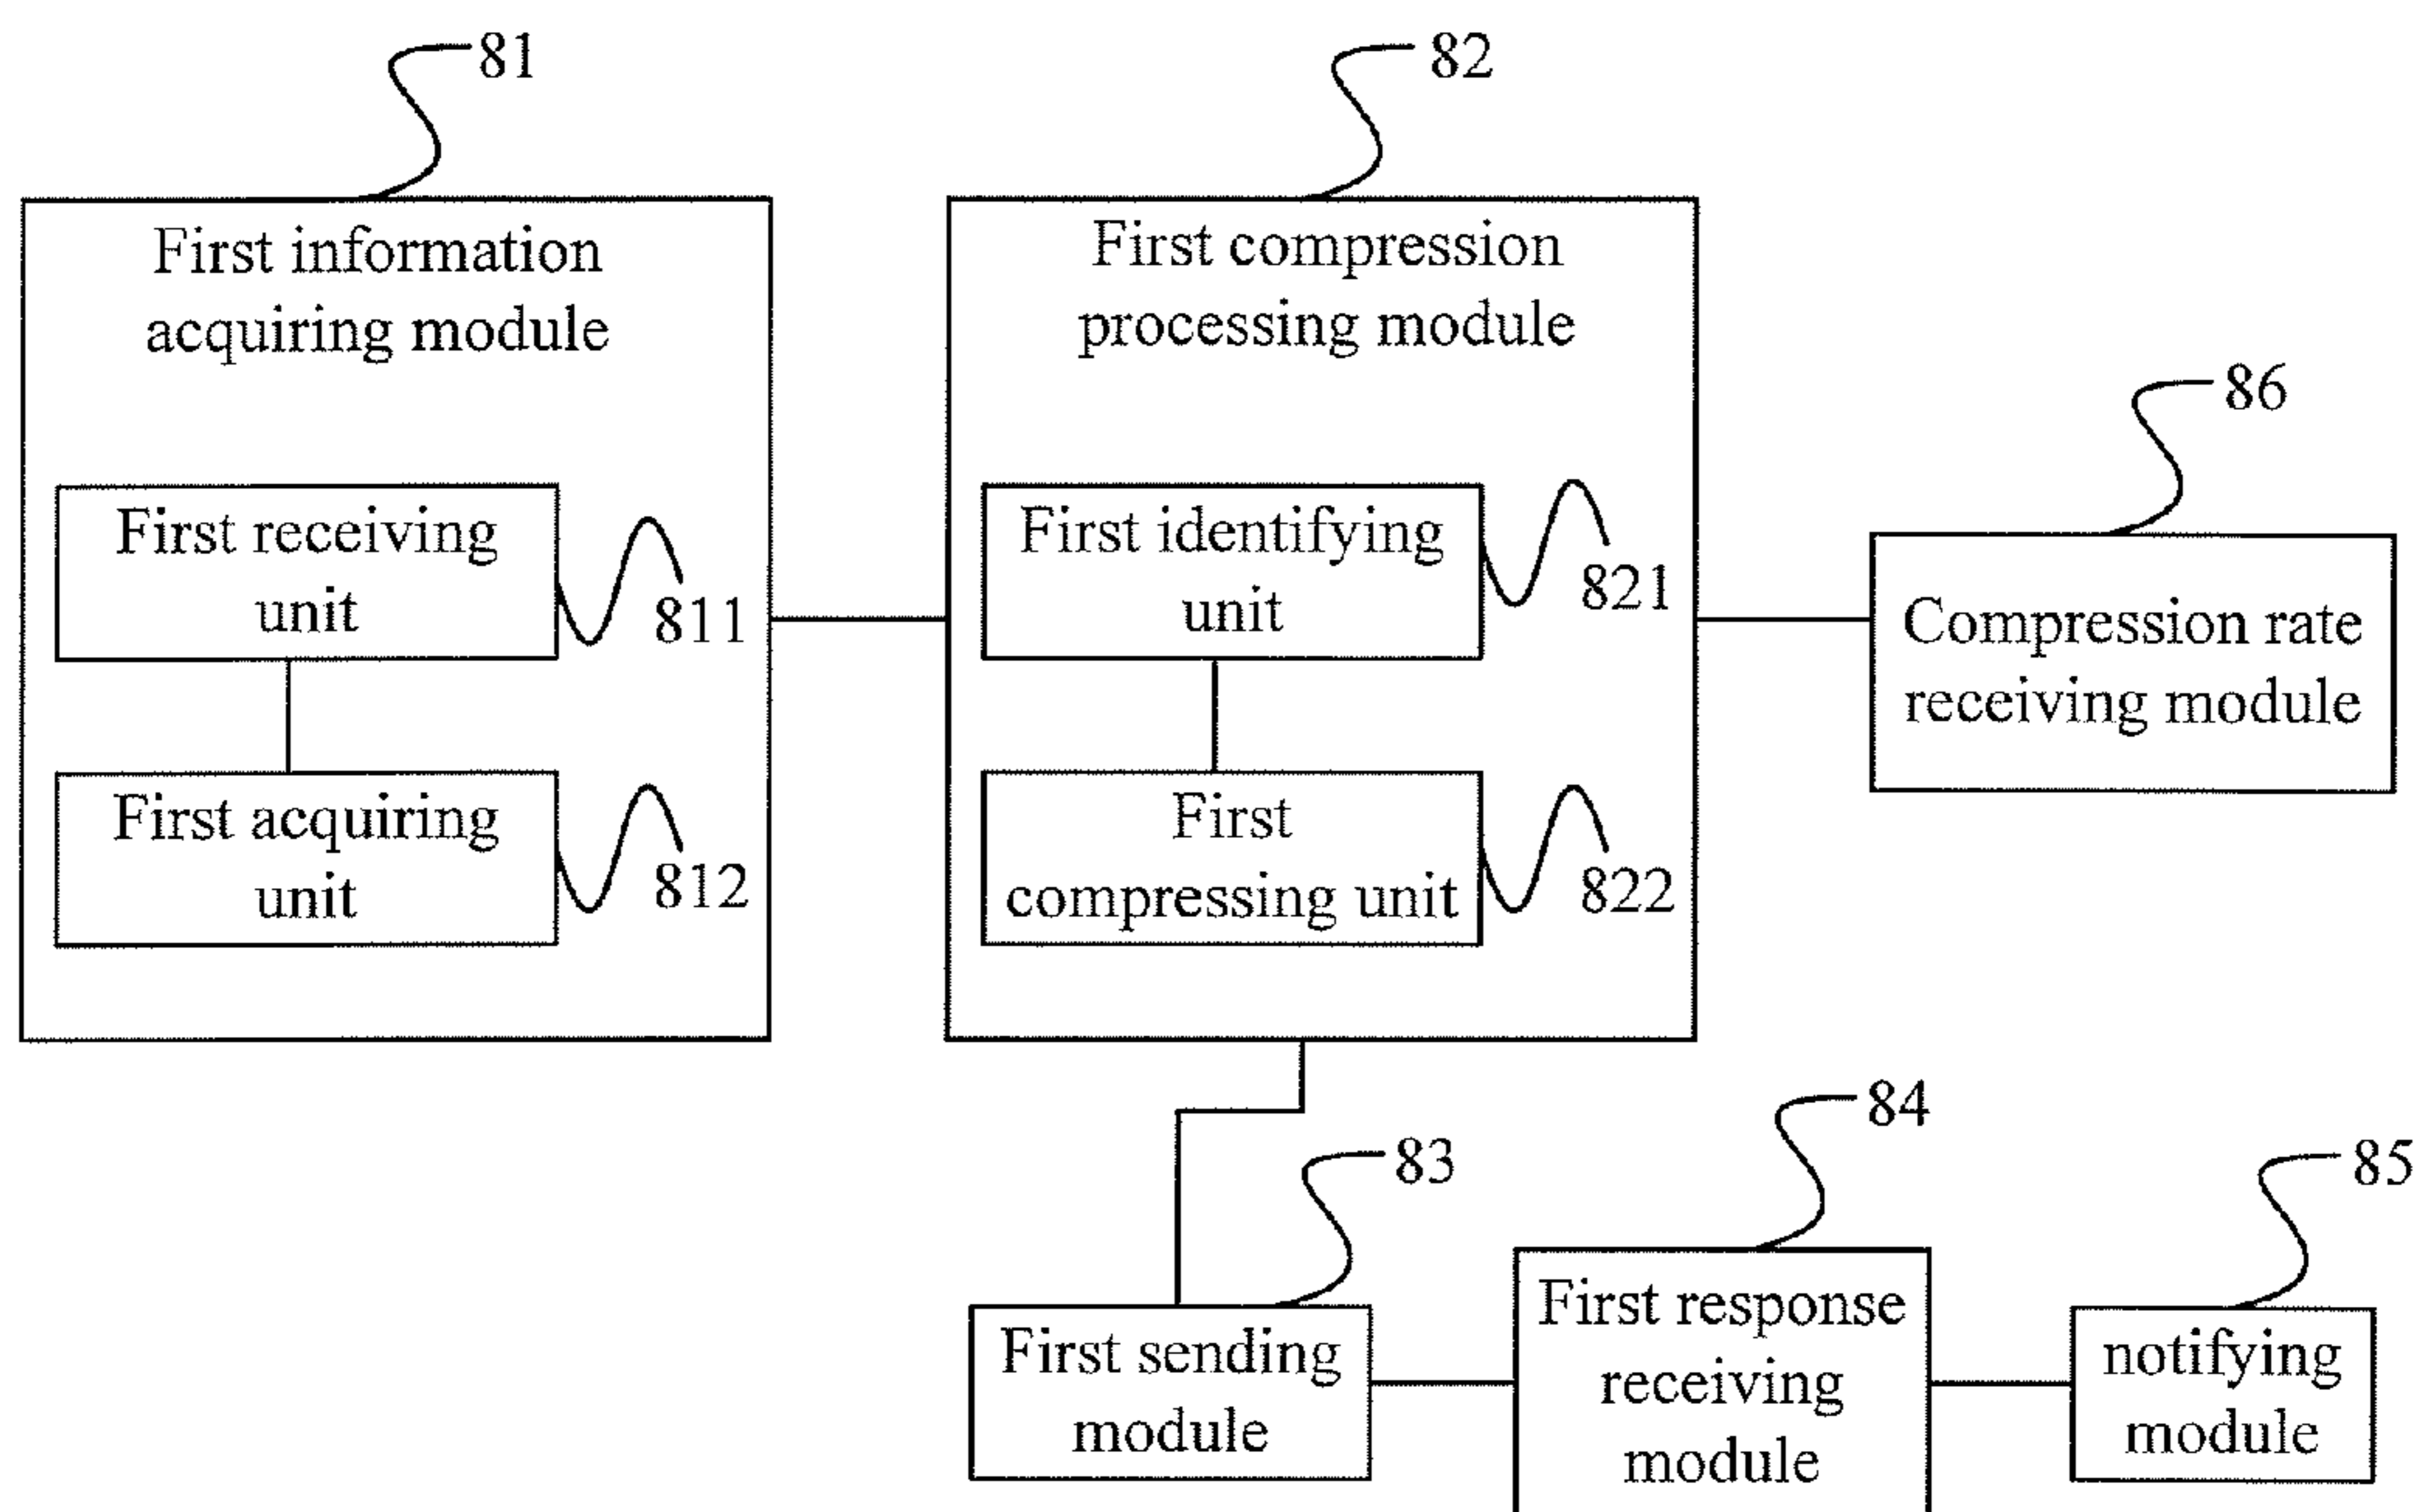 81
82
First information
acquiring module
First compression
processing module
86
First receiving
unit
811
First identifying
unit
821
Compression rate
receiving module
First acquiring
unit
812
First
compressing unit
822
84
83
85
First sending
module
First response
receiving
module
notifying
module